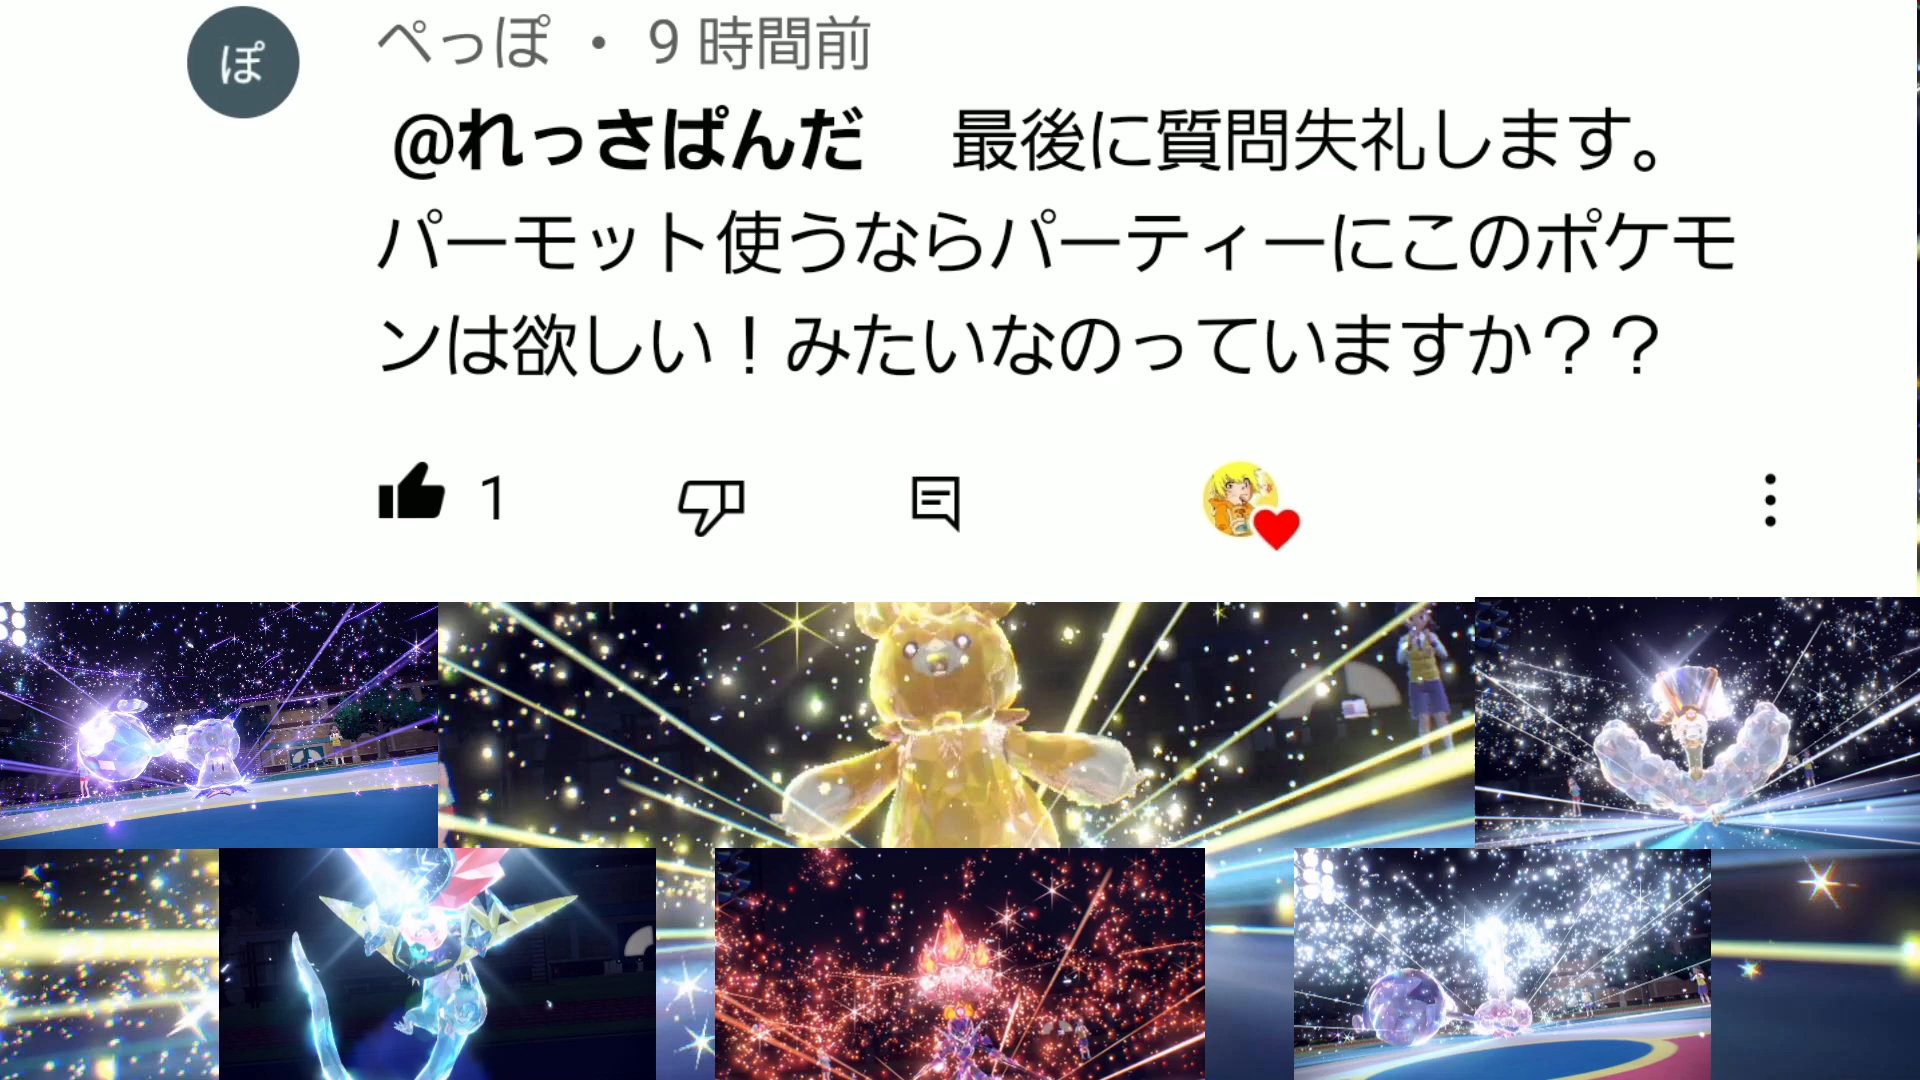 ぽ
ぺっぽ ・ 9 時間前
@れっさぱんだ 最後に質問失礼します。
パーモット使うならパーティーにこのポケモ
ンは欲しい！みたいなのっていますか？？
1